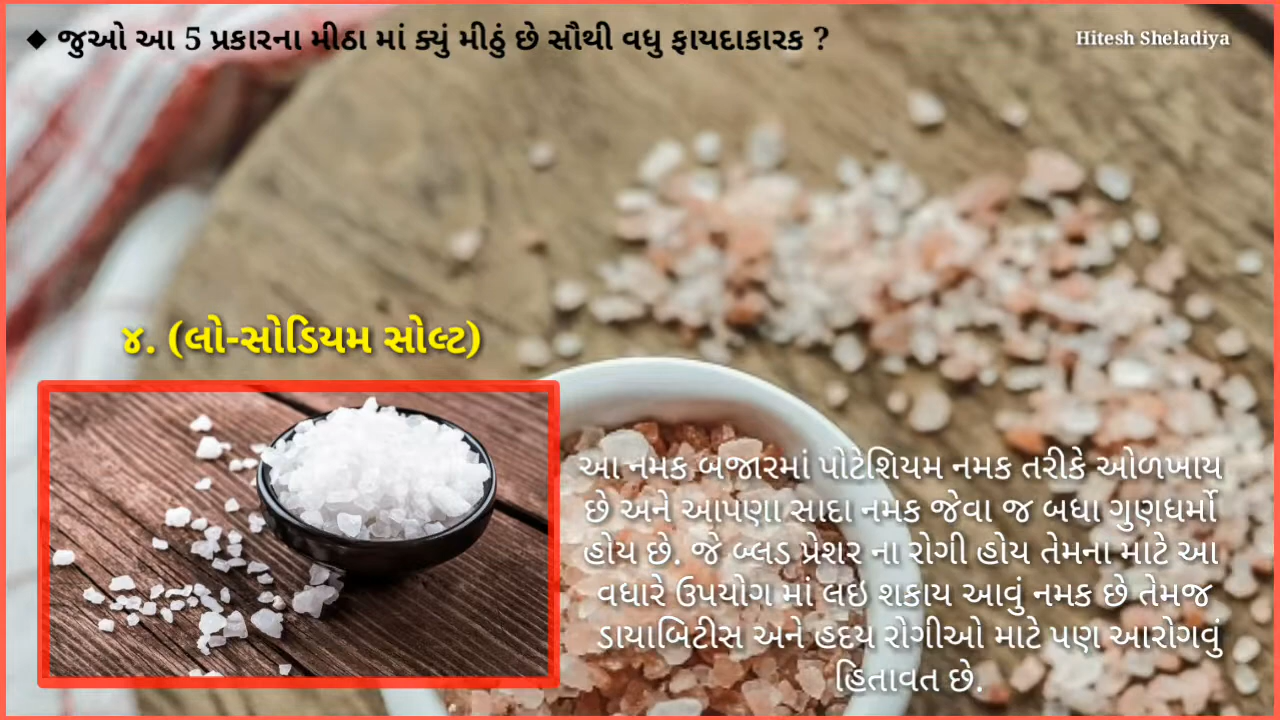 ◆ જુઓ આ 5 પ્રકારના મીઠા માં ક્યું મીઠું છે સૌથી વધુ ફાયદાકારક ?
Hitesh Sheladiya
૪. (લો-સોડિયમ સોલ્ટ)
આ નમક બજારમાં પોટેશિયમ નમક તરીકે ઓળખાય
છે અને આપણા સાદા નમક જેવા જ બધા ગુણધર્મો
હોય છે. જે બ્લડ પ્રેશર ના રોગી હોય તેમના માટે આ
વધારે ઉપયોગ માં લઇ શકાય આવું નમક છે તેમજ
ડાયાબિટીસ અને હદય રોગીઓ માટે પણ આરોગવું
હિતાવત છે.